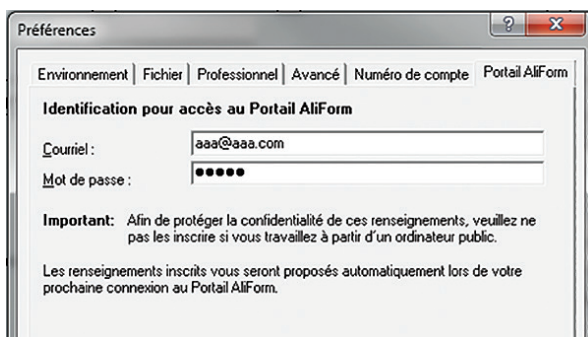 Préférences
Environnement Fichier Professionnel Avancé Numéro de compte Portail AliForm
Identification pour accès au Portail AliForm
Courriel : aaa@aaa.com
Mot de passe : •••••
Important: Afin de protéger la confidentialité de ces renseignements, veuillez ne
pas les inscrire si vous travaillez à partir d'un ordinateur public.
Les renseignements inscrits vous seront proposés automatiquement lors de votre
prochaine connexion au Portail AliForm.